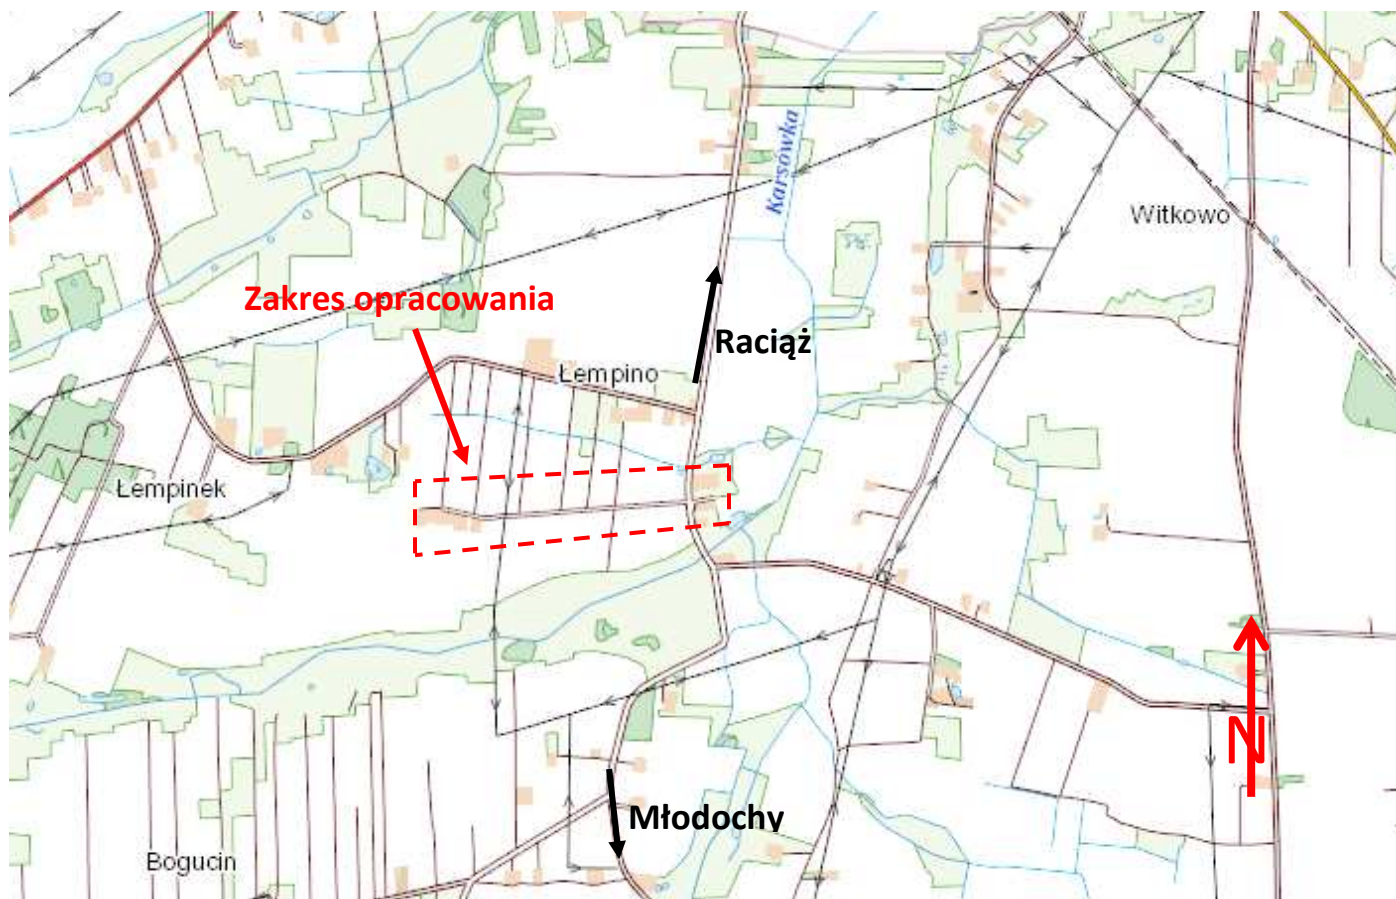 Karsówka
Witkowo
Zakres opracowania
Raciąż
Łempino
Łempinek
N
Młodochy
Bogucin